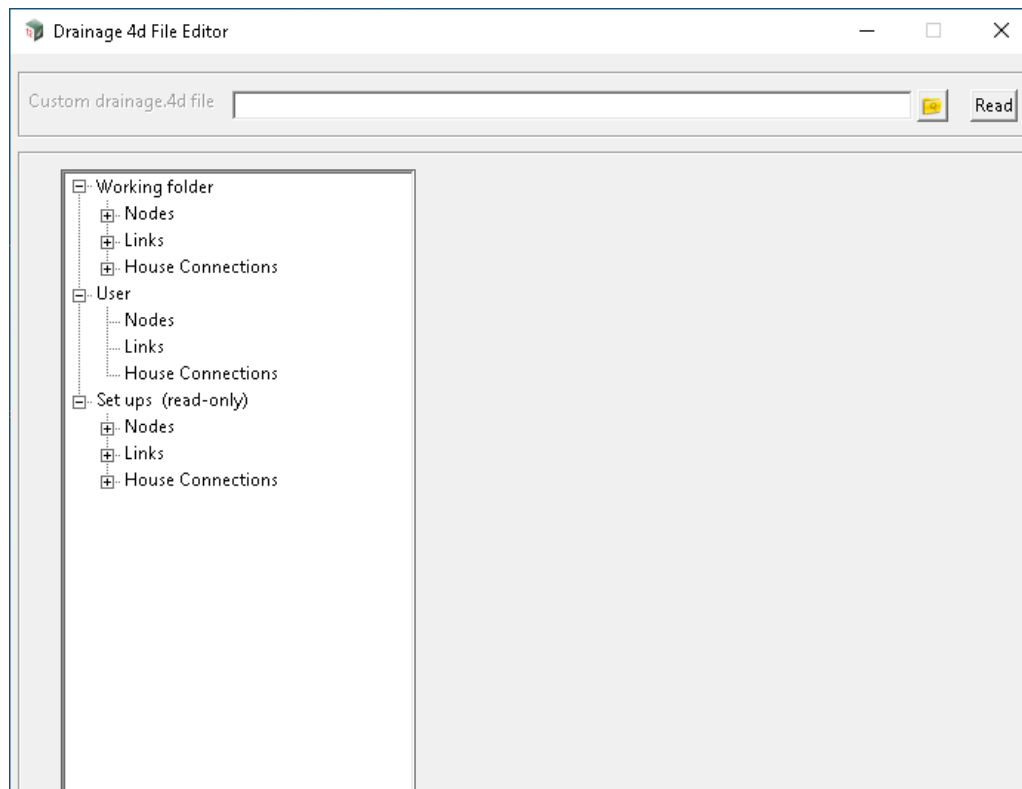 Drainage 4d File Editor
Custom drainage.4d file
Read
Working folder
Nodes
Links
House Connections
User
Nodes
Links
House Connections
Set ups (read-only)
Nodes
Links
House Connections